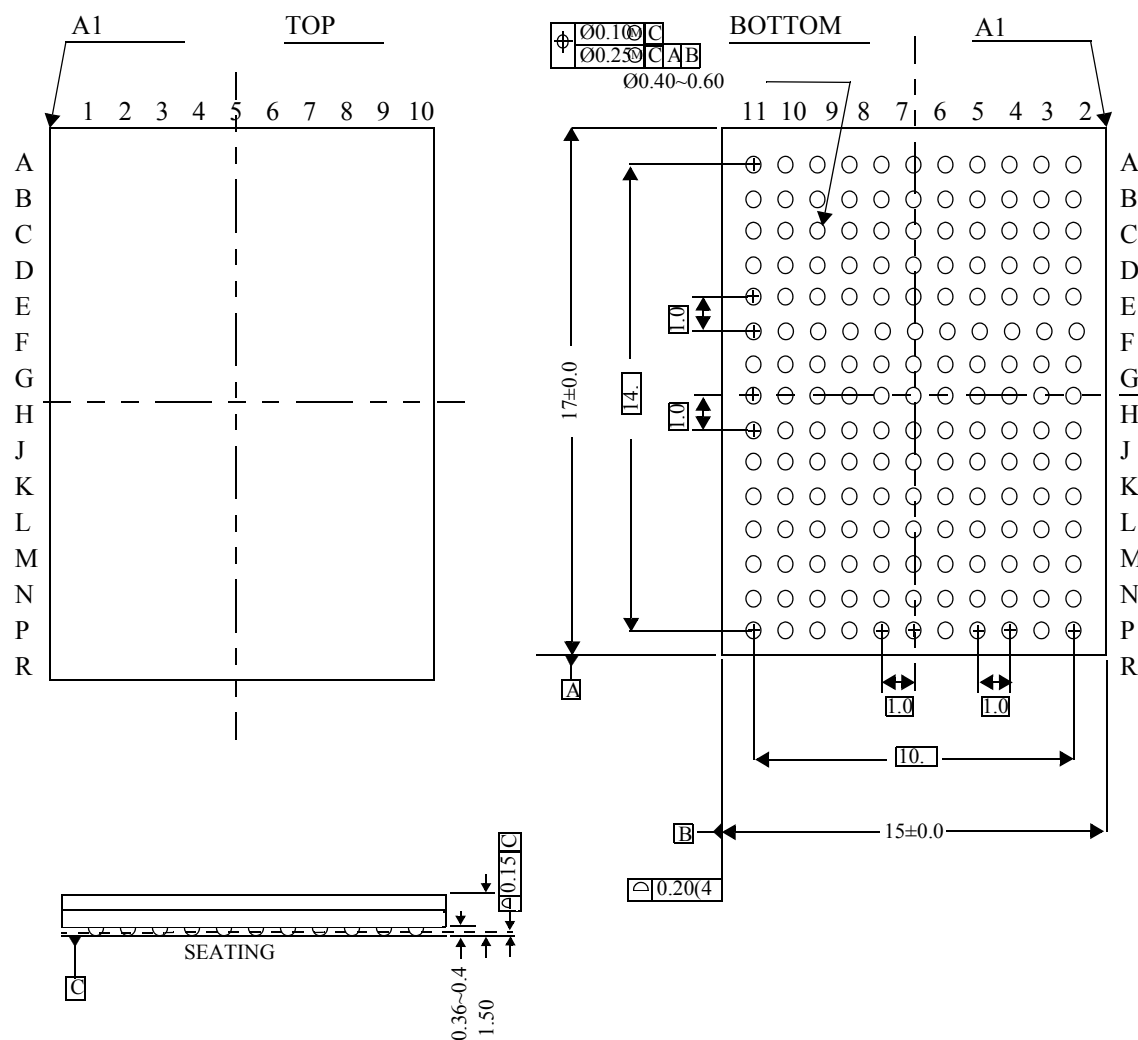 A1
TOP
1 2 3 4 5 6 7 8 9 10
A
B
C
D
E
F
G
H
J
K
L
M
N
P
R
Ø0.10Ⓜ C
Ø0.25Ⓜ C A B
BOTTOM
A1
Ø0.40~0.60
11 10 9 8 7 6 5 4 3 2
A
B
C
D
E
F
G
H
J
K
L
M
N
P
R
1.0
1.0
14.
17±0.0
A
1.0
1.0
10.
B
15±0.0
0.20(4
0.15 C
SEATING
C
0.36~0.4
1.50